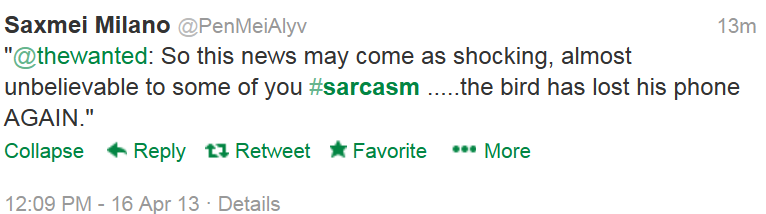 Saxmei Milano @PenMeiAlyv 13m
"@thewanted: So this news may come as shocking, almost
unbelievable to some of you #sarcasm .....the bird has lost his phone
AGAIN."
Collapse Reply Retweet Favorite More
12:09 PM - 16 Apr 13 · Details